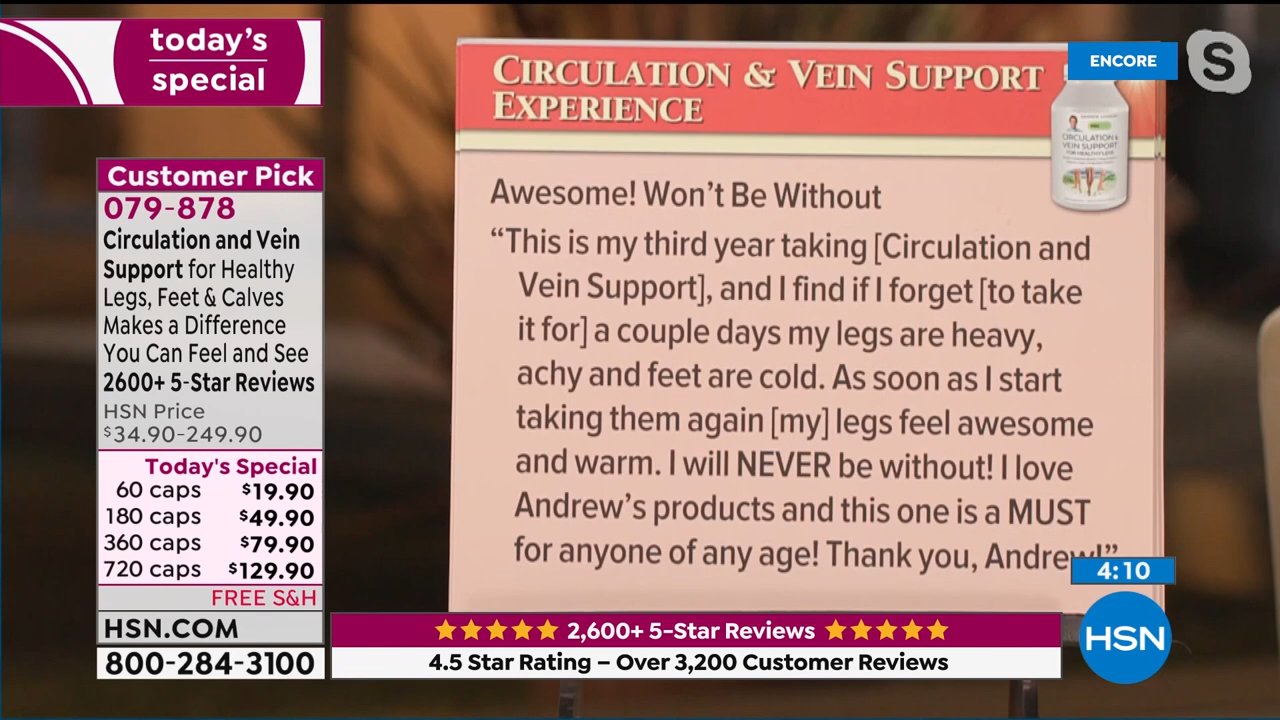 today's
special
ENCORE
S
Customer Pick
079-878
Circulation and Vein
Support for Healthy
Legs, Feet & Calves
Makes a Difference
You Can Feel and See
2600+ 5-Star Reviews
HSN Price
$34.90-249.90
Today's Special
60 caps $19.90
180 caps $49.90
360 caps $79.90
720 caps $129.90
FREE S&H
HSN.COM
800-284-3100
CIRCULATION & VEIN SUPPORT
EXPERIENCE
CIRCULATION &
VEIN SUPPORT
FOR HEALTHY LEGS
Awesome! Won't Be Without
“This is my third year taking [Circulation and
Vein Support], and I find if I forget [to take
it for] a couple days my legs are heavy,
achy and feet are cold. As soon as I start
taking them again [my] legs feel awesome
and warm. I will NEVER be without! I love
Andrew's products and this one is a MUST
for anyone of any age! Thank you, Andrew!”
4:10
HSN
2,600+ 5-Star Reviews
4.5 Star Rating – Over 3,200 Customer Reviews